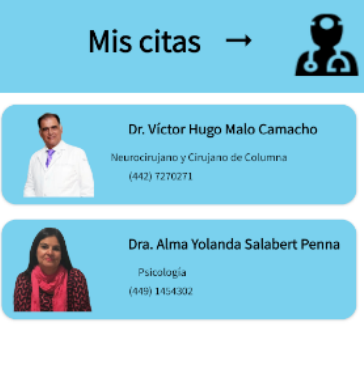 Mis citas →
Dr. Víctor Hugo Malo Camacho
Neurocirujano y Cirujano de Columna
(442) 7270271
Dra. Alma Yolanda Salabert Penna
Psicología
(449) 1454302